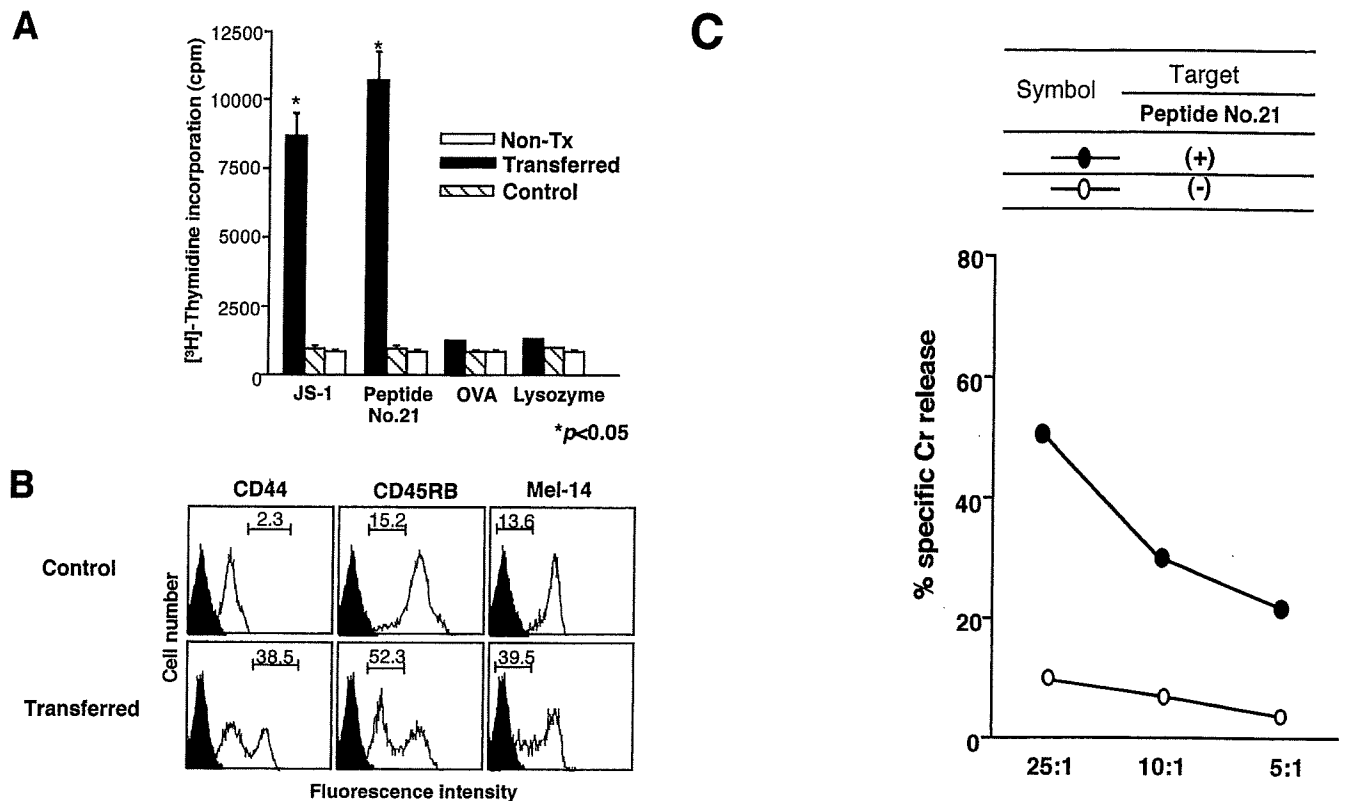 A
[³H]-Thymidine incorporation (cpm)
12500
10000
7500
5000
2500
0
*
*
Non-Tx
Transferred
Control
JS-1
Peptide
No.21
OVA
Lysozyme
*p<0.05
B
CD44
CD45RB
Mel-14
Control
2.3
15.2
13.6
Cell number
Transferred
38.5
52.3
39.5
Fluorescence intensity
C
Symbol
Target
Peptide No.21
(+)
(-)
% specific Cr release
80
60
40
20
0
25:1
10:1
5:1